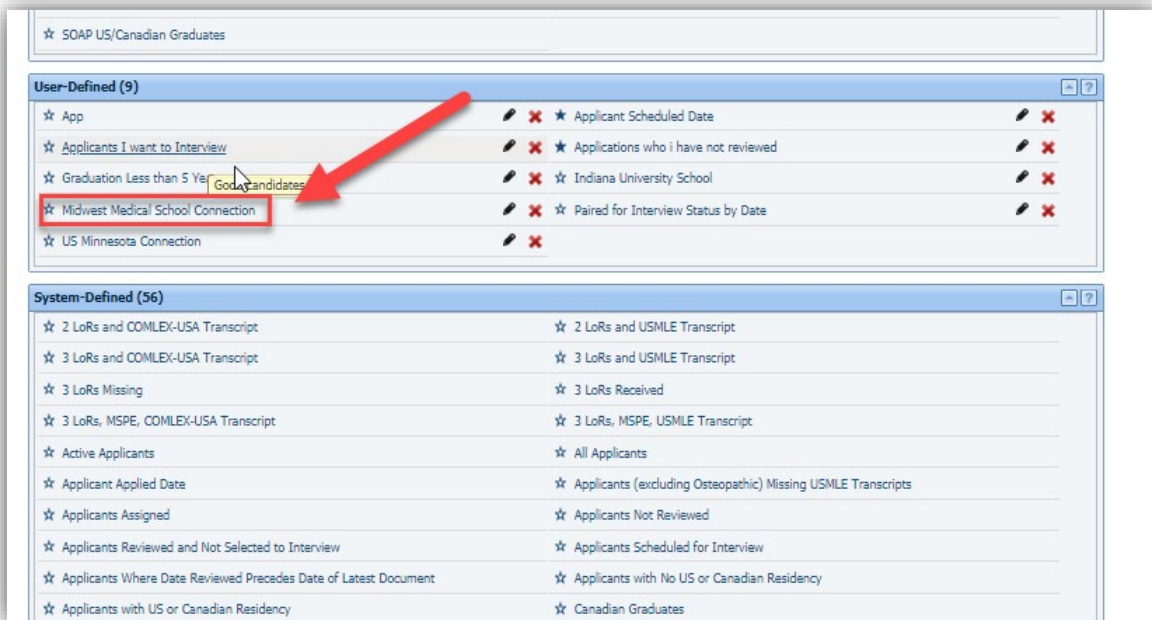 SOAP US/Canadian Graduates
User-Defined (9)
App
Applicant Scheduled Date
Applicants I want to Interview
Applications who i have not reviewed
Graduation Less than 5
Indiana University School
candidates
Midwest Medical School Connection
Paired for Interview Status by Date
US Minnesota Connection
System-Defined (56)
2 LoRs and COMLEX-USA Transcript
2 LoRs and USMLE Transcript
3 LoRs and COMLEX-USA Transcript
3 LoRs and USMLE Transcript
3 LoRs Missing
3 LoRs Received
3 LoRs, MSPE, COMLEX-USA Transcript
3 LoRs, MSPE, USMLE Transcript
Active Applicants
All Applicants
Applicant Applied Date
Applicants (excluding Osteopathic) Missing USMLE Transcripts
Applicants Assigned
Applicants Not Reviewed
Applicants Reviewed and Not Selected to Interview
Applicants Scheduled for Interview
Applicants Where Date Reviewed Precedes Date of Latest Document
Applicants with No US or Canadian Residency
Applicants with US or Canadian Residency
Canadian Graduates